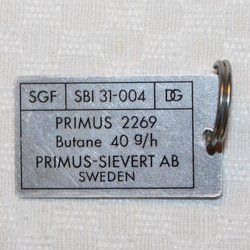 SGF SBI 31-004 DG
PRIMUS 2269
Butane 40 g/h
PRIMUS-SIEVERT AB
SWEDEN